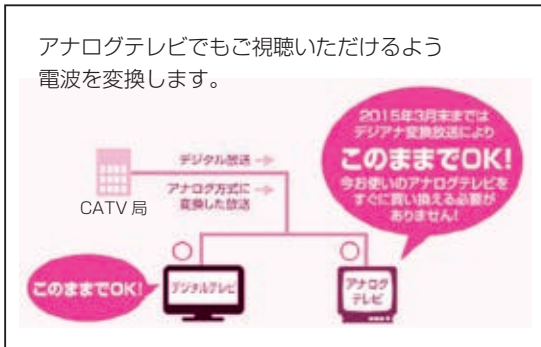 アナログテレビでもご視聴いただけるよう
電波を変換します。
2015年3月末までは
デジアナ変換放送により
このままでOK!
今お使いのアナログテレビを
すぐに買い換える必要が
ありません!
デジタル放送
アナログ方式に
変換した放送
CATV 局
このままでOK!
デジタルテレビ
アナログ
テレビ